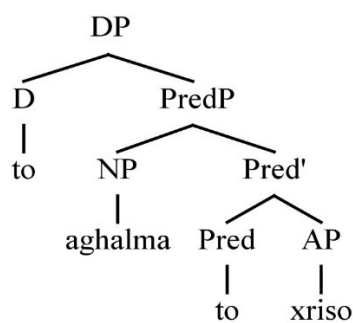 DP
D PredP
to NP Pred'
aghalma Pred AP
to xriso